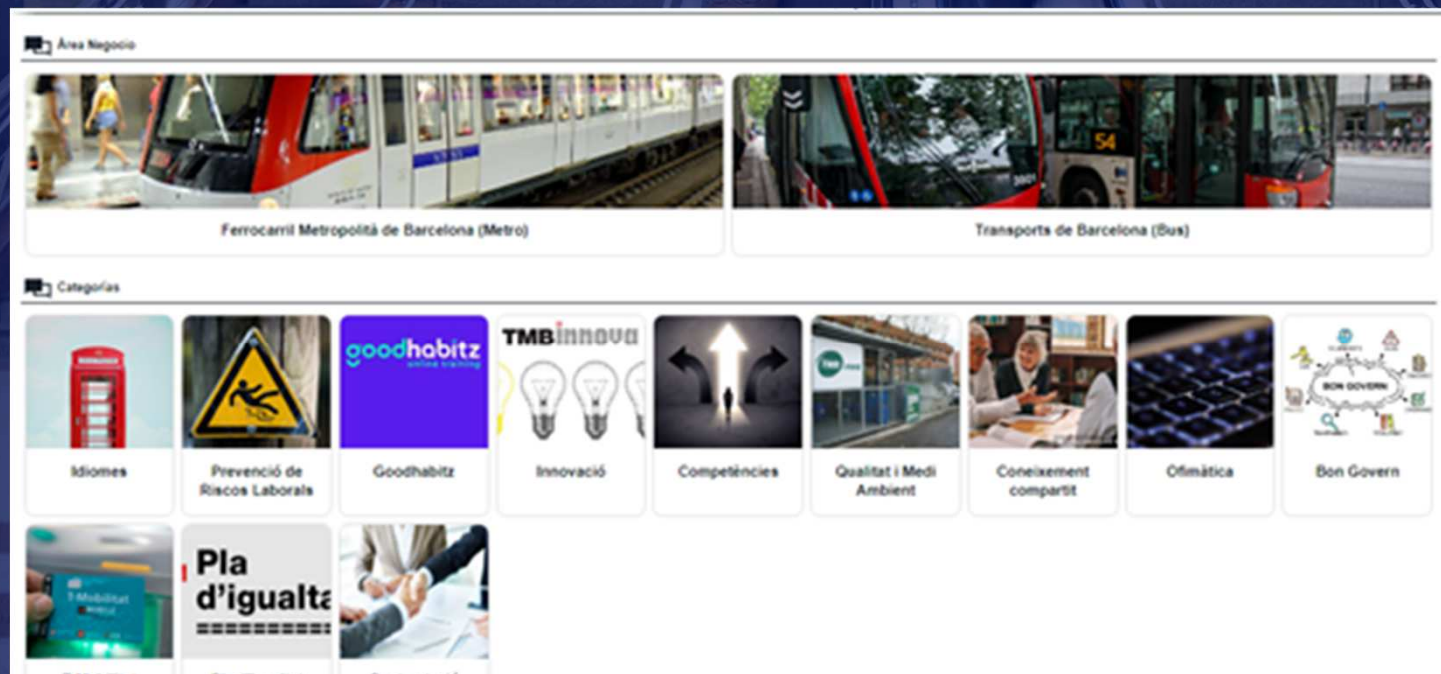 Área Negocio
54
Ferrocarril Metropolità de Barcelona (Metro)
Transports de Barcelona (Bus)
Categorías
goodhabitz
online training
TMBinnova
BON GOVERN
Idiomes
Prevenció de
Riscos Laborals
Goodhabitz
Innovació
Competències
Qualitat i Medi
Ambient
Coneixement
compartit
Ofimàtica
Bon Govern
T-Mobilitat
Pla
d'igualta